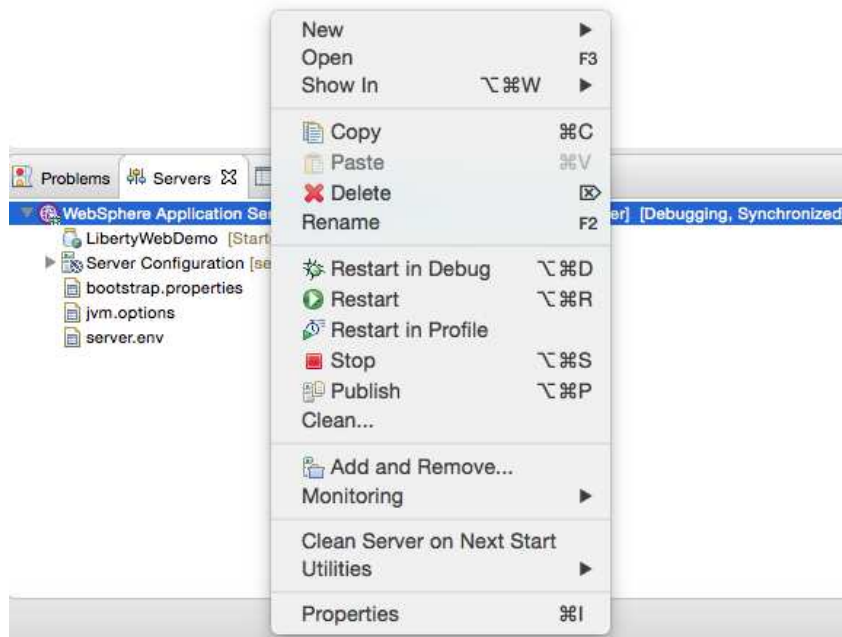 New
Open F3
Show In ⌥⌘W
Copy ⌘C
Paste ⌘V
Delete ⌦
Rename F2
Restart in Debug ⌥⌘D
Restart ⌥⌘R
Restart in Profile
Stop ⌥⌘S
Publish ⌥⌘P
Clean...
Add and Remove...
Monitoring
Clean Server on Next Start
Utilities
Properties ⌘I
Problems Servers
WebSphere Application Ser er] [Debugging, Synchronized
LibertyWebDemo [Start
Server Configuration [se
bootstrap.properties
jvm.options
server.env